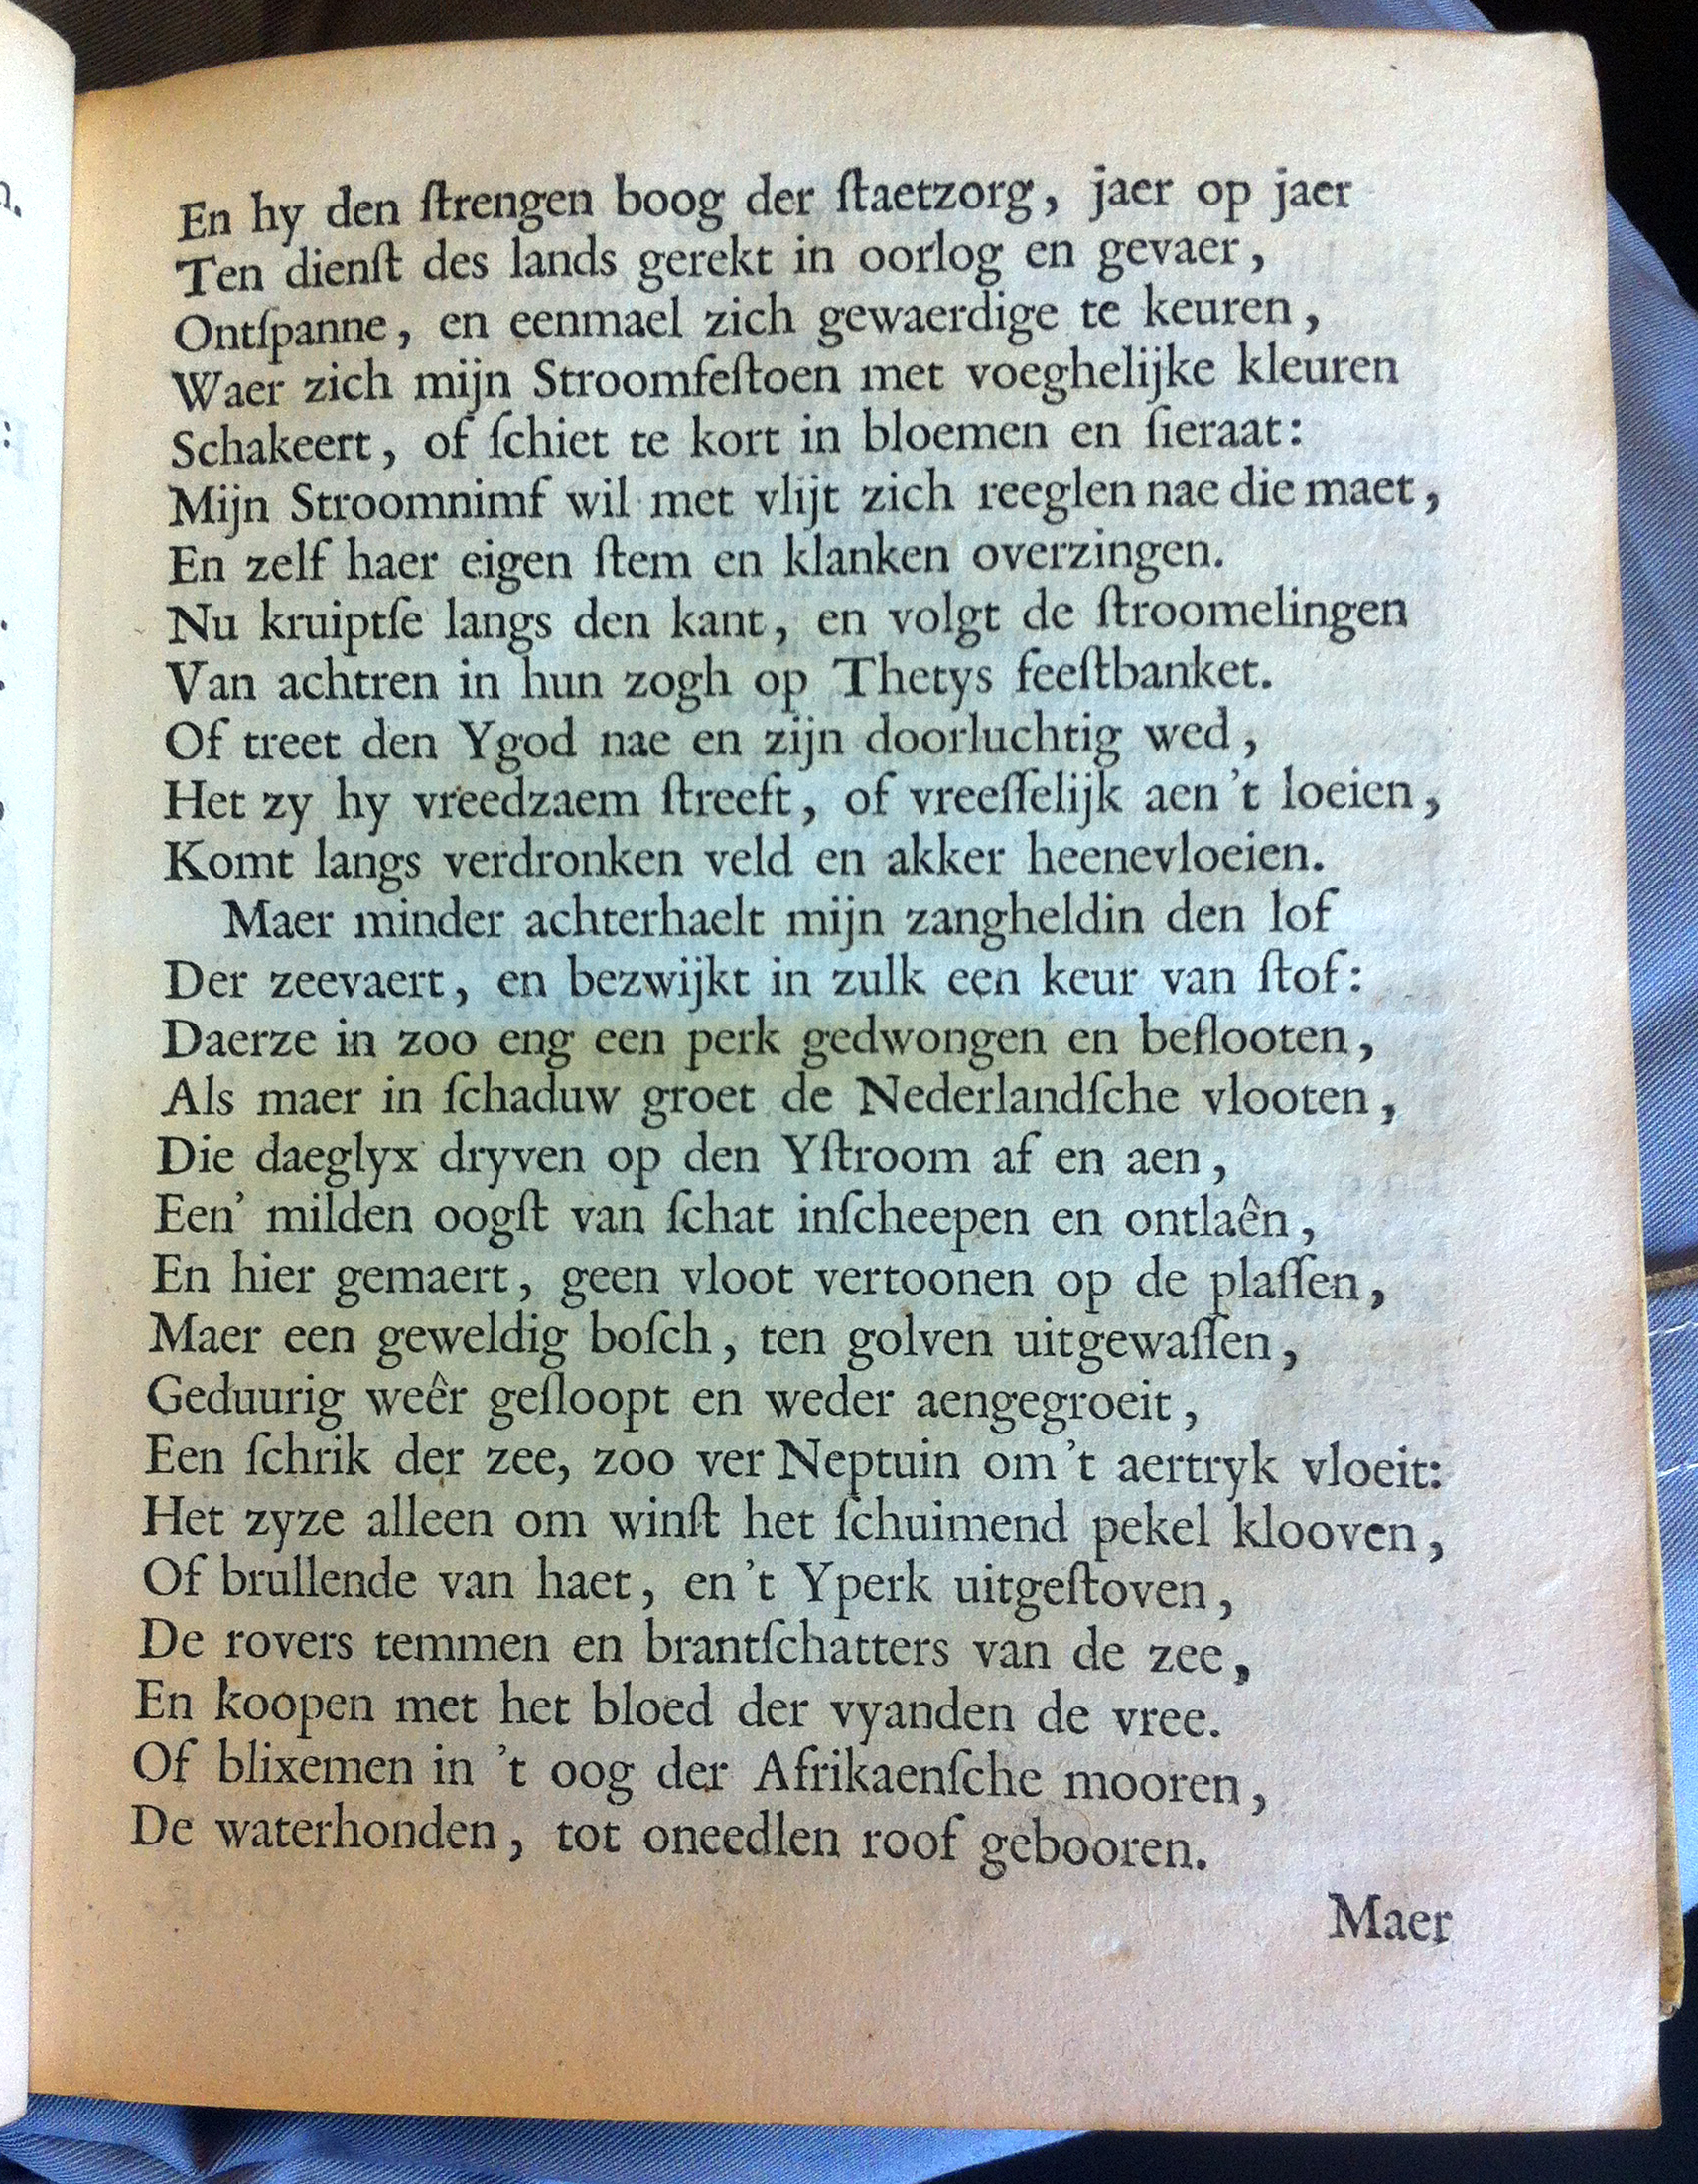 En hy den ſtrengen boog der ſtaetzorg, jaer op jaer
Ten dienſt des lands gerekt in oorlog en gevaer,
Ontſpanne, en eenmael zich gewaerdige te keuren,
Waer zich mijn Stroomfeſtoen met voeghelijke kleuren
Schakeert, of ſchiet te kort in bloemen en ſieraat:
Mijn Stroomnimf wil met vlijt zich reeglen nae die maet,
En zelf haer eigen ſtem en klanken overzingen.
Nu kruiptſe langs den kant, en volgt de ſtroomelingen
Van achtren in hun zogh op Thetys feeſtbanket.
Of treet den Ygod nae en zijn doorluchtig wed,
Het zy hy vreedzaem ſtreeft, of vreeſſelijk aen't loeien,
Komt langs verdronken veld en akker heenevloeien.
Maer minder achterhaelt mijn zangheldin den lof
Der zeevaert, en bezwijkt in zulk een keur van ſtof:
Daerze in zoo eng een perk gedwongen en beſlooten,
Als maer in ſchaduw groet de Nederlandſche vlooten,
Die daeglyx dryven op den Yſtroom af en aen,
Een' milden oogſt van ſchat inſcheepen en ontlaên,
En hier gemaert, geen vloot vertoonen op de plaſſen,
Maer een geweldig boſch, ten golven uitgewaſſen,
Geduurig weêr geſloopt en weder aengegroeit,
Een ſchrik der zee, zoo ver Neptuin om't aertryk vloeit:
Het zyze alleen om winſt het ſchuimend pekel klooven,
Of brullende van haet, en't Yperk uitgeſtoven,
De rovers temmen en brantſchatters van de zee,
En koopen met het bloed der vyanden de vree.
Of blixemen in 't oog der Afrikaenſche mooren,
De waterhonden, tot oneedlen roof gebooren.
Maer